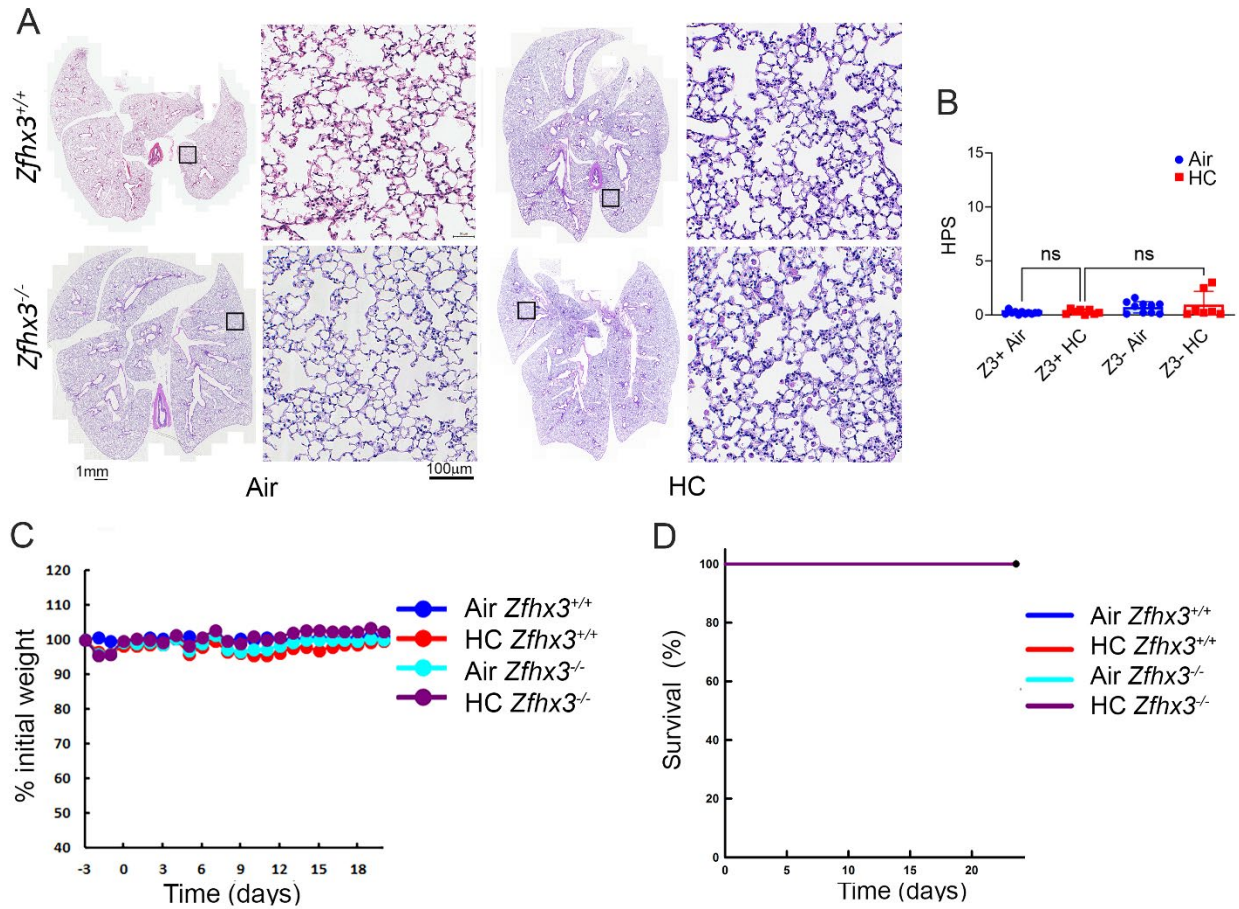 A
Zfhx3+/+
Zfhx3-/-
1mm
100µm
Air
HC
B
Air
HC
HPS
15
10
5
0
ns
ns
Z3+ Air
Z3+ HC
Z3- Air
Z3- HC
C
% initial weight
120
110
100
90
80
70
60
50
40
-3 0 3 6 9 12 15 18
Time (days)
Air Zfhx3+/+
HC Zfhx3+/+
Air Zfhx3-/-
HC Zfhx3-/-
D
Survival (%)
100
80
60
40
20
0
0 5 10 15 20
Time (days)
Air Zfhx3+/+
HC Zfhx3+/+
Air Zfhx3-/-
HC Zfhx3-/-